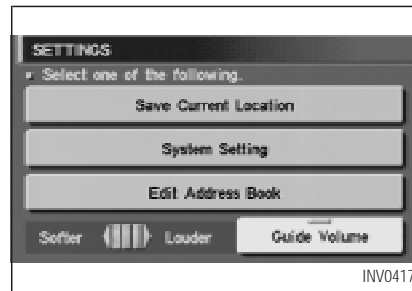 SETTINGS
Select one of the following.
Save Current Location
System Setting
Edit Address Book
Softer Louder Guide Volume
INV0417